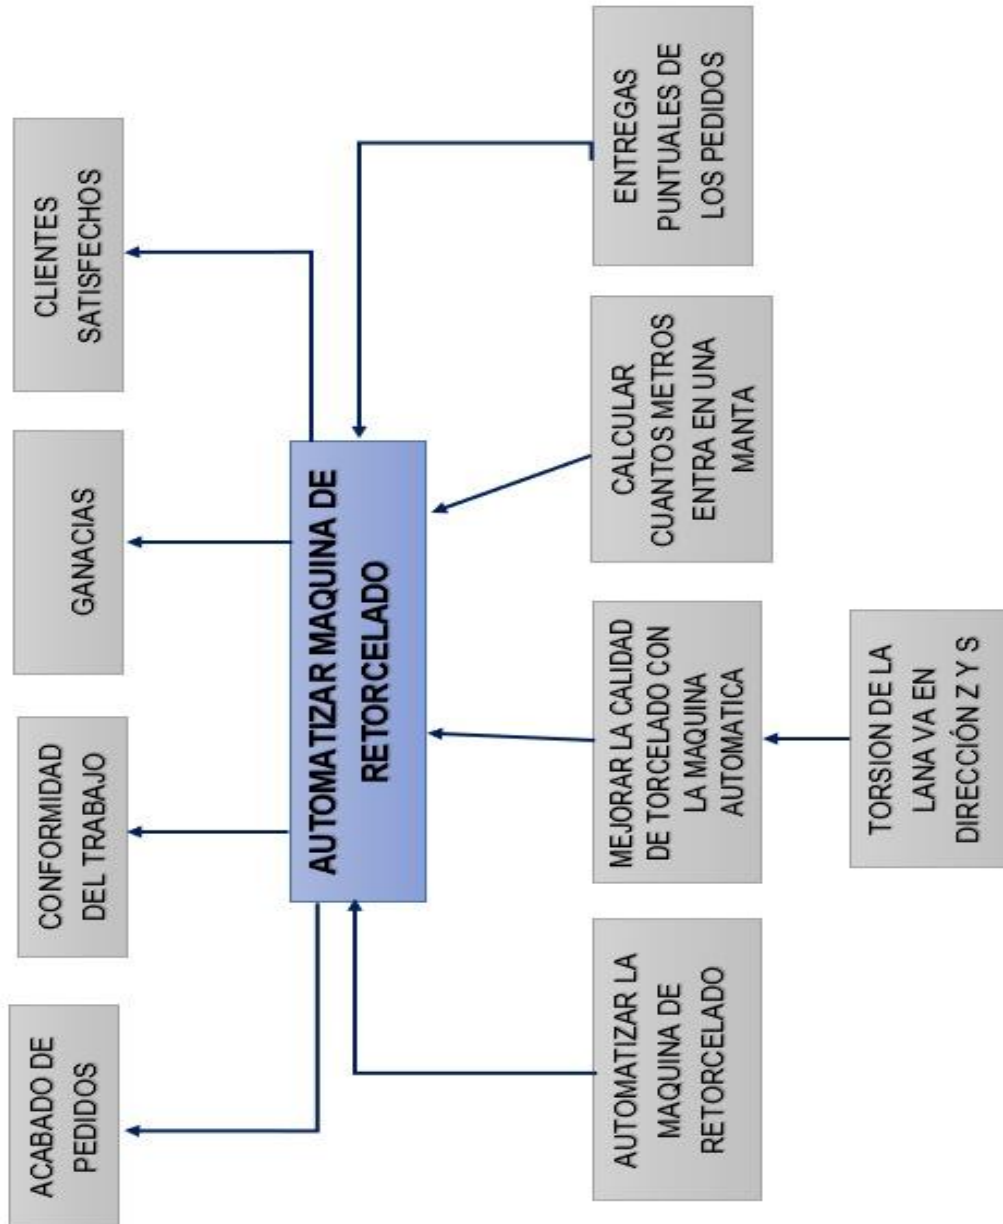 ACABADO DE
PEDIDOS
CONFORMIDAD
DEL TRABAJO
GANACIAS
CLIENTES
SATISFECHOS
AUTOMATIZAR MAQUINA DE
RETORCELADO
AUTOMATIZAR LA
MAQUINA DE
RETORCELADO
MEJORAR LA CALIDAD
DE TORCELADO CON
LA MAQUINA
AUTOMATICA
CALCULAR
CUANTOS METROS
ENTRA EN UNA
MANTA
ENTREGAS
PUNTUALES DE
LOS PEDIDOS
TORSION DE LA
LANA VA EN
DIRECCIÓN Z Y S